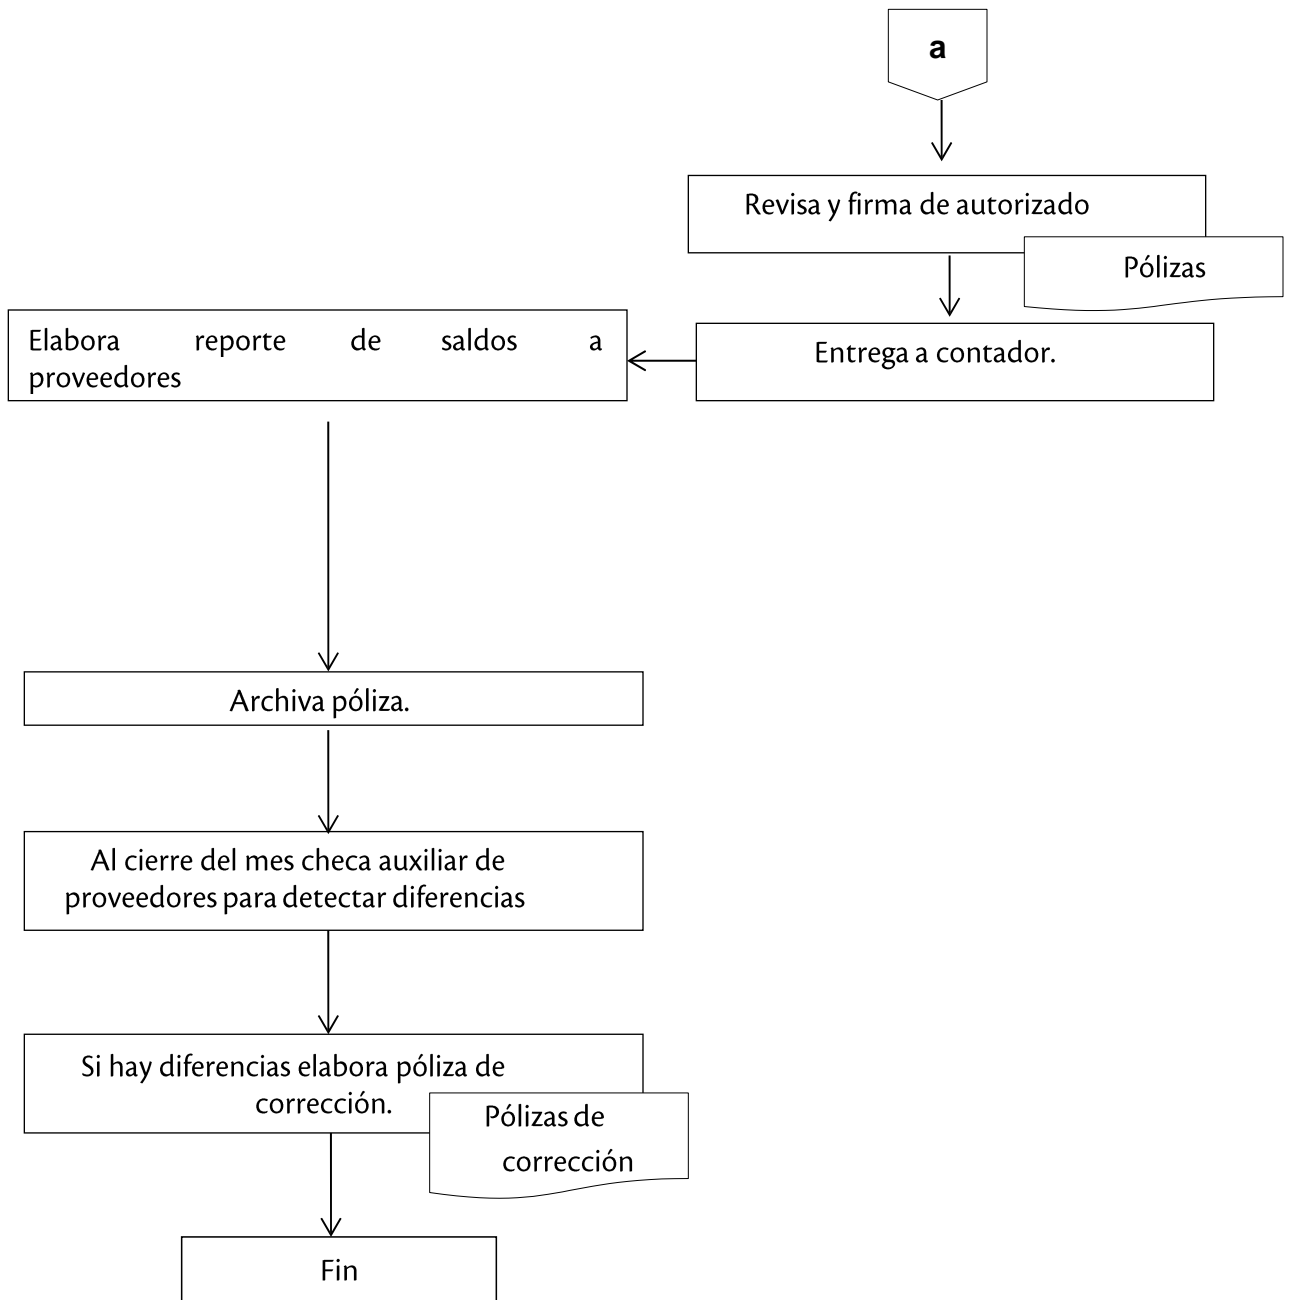 a
Revisa y firma de autorizado
Pólizas
Entrega a contador.
Elabora reporte de saldos a
proveedores
Archiva póliza.
Al cierre del mes checa auxiliar de
proveedores para detectar diferencias
Si hay diferencias elabora póliza de
corrección.
Pólizas de
corrección
Fin